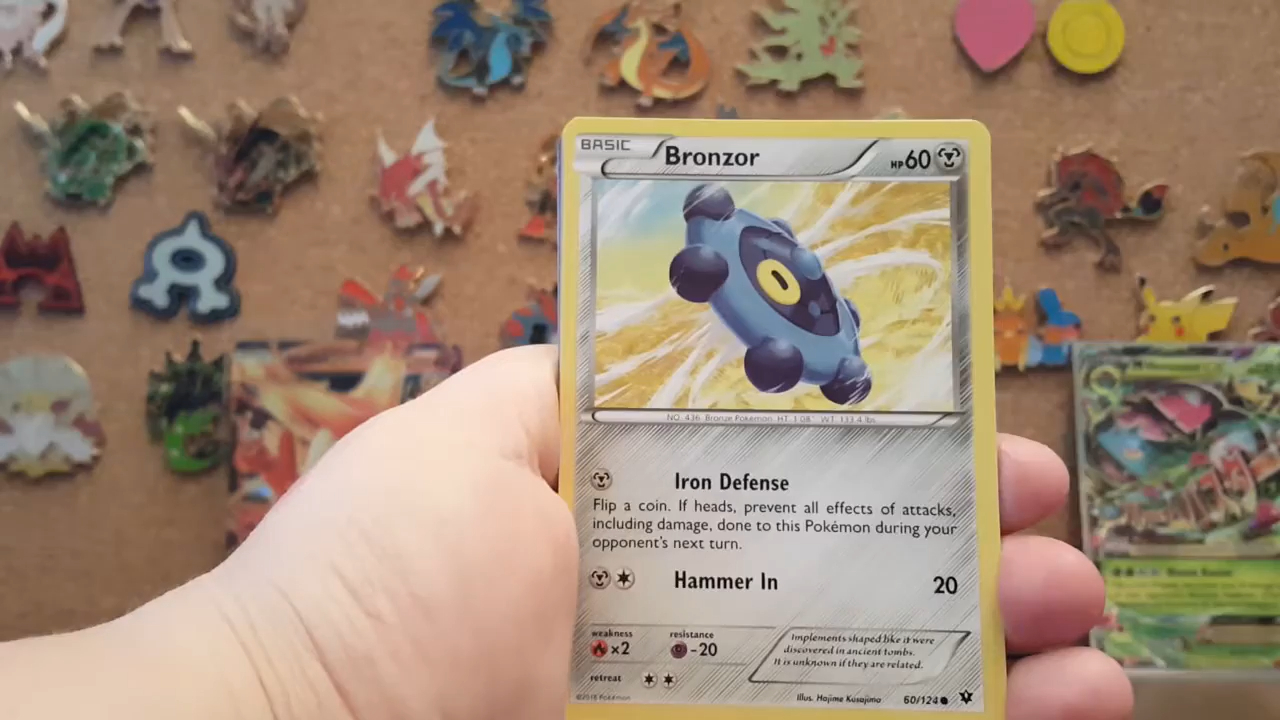 BASIC
Bronzor
HP60
NO. 436 Bronze Pokémon HT: 1'08" WT: 133.4 lbs.
Iron Defense
Flip a coin. If heads, prevent all effects of attacks,
including damage, done to this Pokémon during your
opponent's next turn.
Hammer In 20
weakness
×2
resistance
-20
retreat
Implements shaped like it were
discovered in ancient tombs.
It is unknown if they are related.
©2016 Pokémon
Illus. Hajime Kusajima
60/124